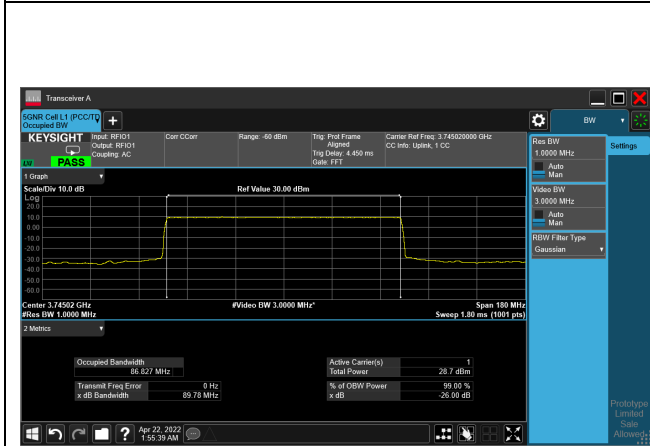 Transceiver A
5GNR Cell L1 (PCC/TD
Occupied BW
BW
KEYSIGHT
Input: RFIO1
Output: RFIO1
Coupling: AC
Corr CCorr
Range: -60 dBm
Trig: Prot Frame
Aligned
Trig Delay: 4.450 ms
Gate: FFT
Carrier Ref Freq: 3.745020000 GHz
CC Info: Uplink, 1 CC
PASS
Res BW
1.0000 MHz
Settings
Auto
Man
Video BW
3.0000 MHz
Auto
Man
RBW Filter Type
Gaussian
1 Graph
Scale/Div 10.0 dB
Ref Value 30.00 dBm
Log
20.0
10.0
0.00
-10.0
-20.0
-30.0
-40.0
-50.0
-60.0
Center 3.74502 GHz
#Video BW 3.0000 MHz*
Span 180 MHz
#Res BW 1.0000 MHz
Sweep 1.80 ms (1001 pts)
2 Metrics
Occupied Bandwidth
86.827 MHz
Active Carrier(s) 1
Total Power 28.7 dBm
Transmit Freq Error 0 Hz
x dB Bandwidth 89.78 MHz
% of OBW Power 99.00 %
x dB -26.00 dB
Prototype
Limited
Sale
Allowed
Apr 22, 2022
1:55:39 AM